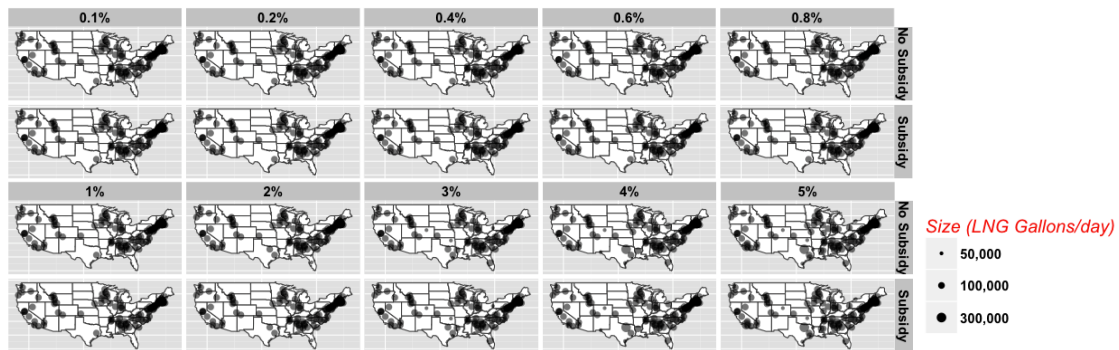 0.1% 0.2% 0.4% 0.6% 0.8%
No Subsidy
Subsidy
1% 2% 3% 4% 5%
No Subsidy
Subsidy
Size (LNG Gallons/day)
50,000
100,000
300,000